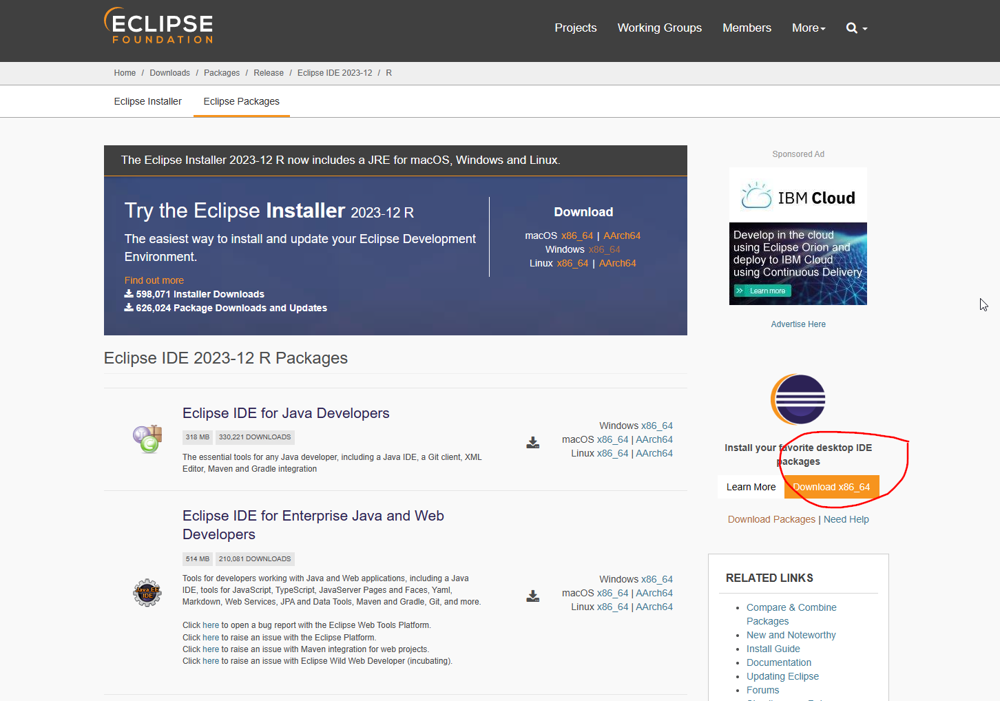 ECLIPSE
FOUNDATION
Projects Working Groups Members More
Home / Downloads / Packages / Release / Eclipse IDE 2023-12 / R
Eclipse Installer Eclipse Packages
The Eclipse Installer 2023-12 R now includes a JRE for macOS, Windows and Linux.
Try the Eclipse Installer 2023-12 R
The easiest way to install and update your Eclipse Development
Environment.
Find out more
598,071 Installer Downloads
626,024 Package Downloads and Updates
Download
macOS x86_64 | AArch64
Windows x86_64
Linux x86_64 | AArch64
Sponsored Ad
IBM Cloud
Develop in the cloud
using Eclipse Orion and
deploy to IBM Cloud
using Continuous Delivery
Learn more
Advertise Here
Eclipse IDE 2023-12 R Packages
Eclipse IDE for Java Developers
318 MB 330,221 DOWNLOADS
The essential tools for any Java developer, including a Java IDE, a Git client, XML
Editor, Maven and Gradle integration
Windows x86_64
macOS x86_64 | AArch64
Linux x86_64 | AArch64
Java EE
IDE
Eclipse IDE for Enterprise Java and Web
Developers
514 MB 210,081 DOWNLOADS
Tools for developers working with Java and Web applications, including a Java
IDE, tools for JavaScript, TypeScript, JavaServer Pages and Faces, Yaml,
Markdown, Web Services, JPA and Data Tools, Maven and Gradle, Git, and more.
Click here to open a bug report with the Eclipse Web Tools Platform.
Click here to raise an issue with the Eclipse Platform.
Click here to raise an issue with Maven integration for web projects.
Click here to raise an issue with Eclipse Wild Web Developer (incubating).
Windows x86_64
macOS x86_64 | AArch64
Linux x86_64 | AArch64
Install your favorite desktop IDE
packages
Learn More Download x86_64
Download Packages | Need Help
RELATED LINKS
Compare & Combine
Packages
New and Noteworthy
Install Guide
Documentation
Updating Eclipse
Forums